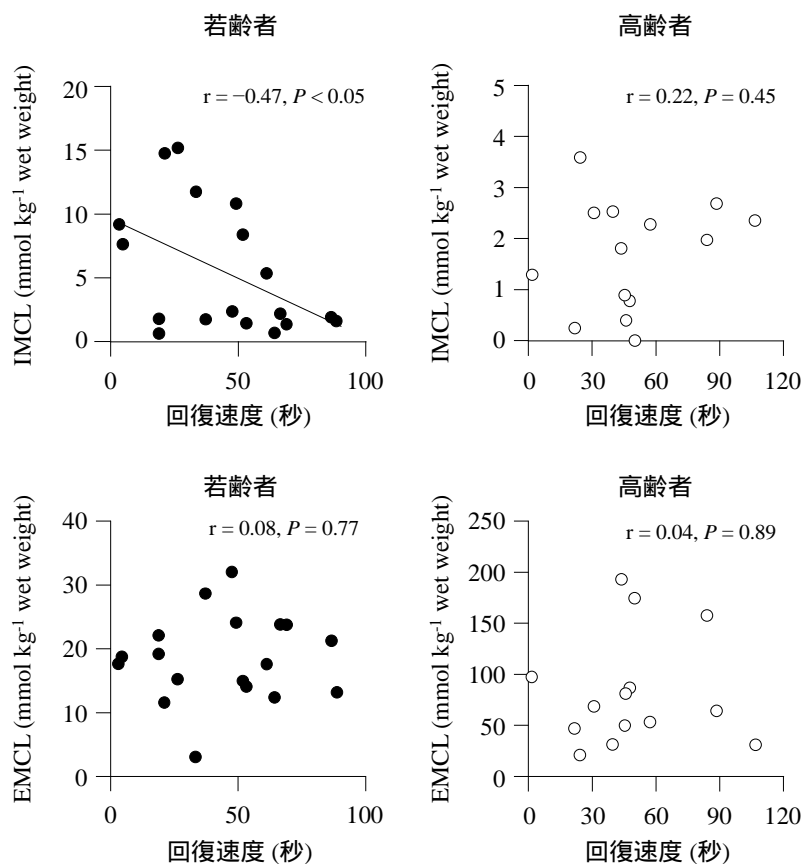 若齢者
IMCL (mmol kg⁻¹ wet weight)
20
15
10
5
0
r = −0.47, P < 0.05
0 50 100
回復速度 (秒)
高齢者
IMCL (mmol kg⁻¹ wet weight)
5
4
3
2
1
0
r = 0.22, P = 0.45
0 30 60 90 120
回復速度 (秒)
若齢者
EMCL (mmol kg⁻¹ wet weight)
40
30
20
10
0
r = 0.08, P = 0.77
0 50 100
回復速度 (秒)
高齢者
EMCL (mmol kg⁻¹ wet weight)
250
200
150
100
50
0
r = 0.04, P = 0.89
0 30 60 90 120
回復速度 (秒)